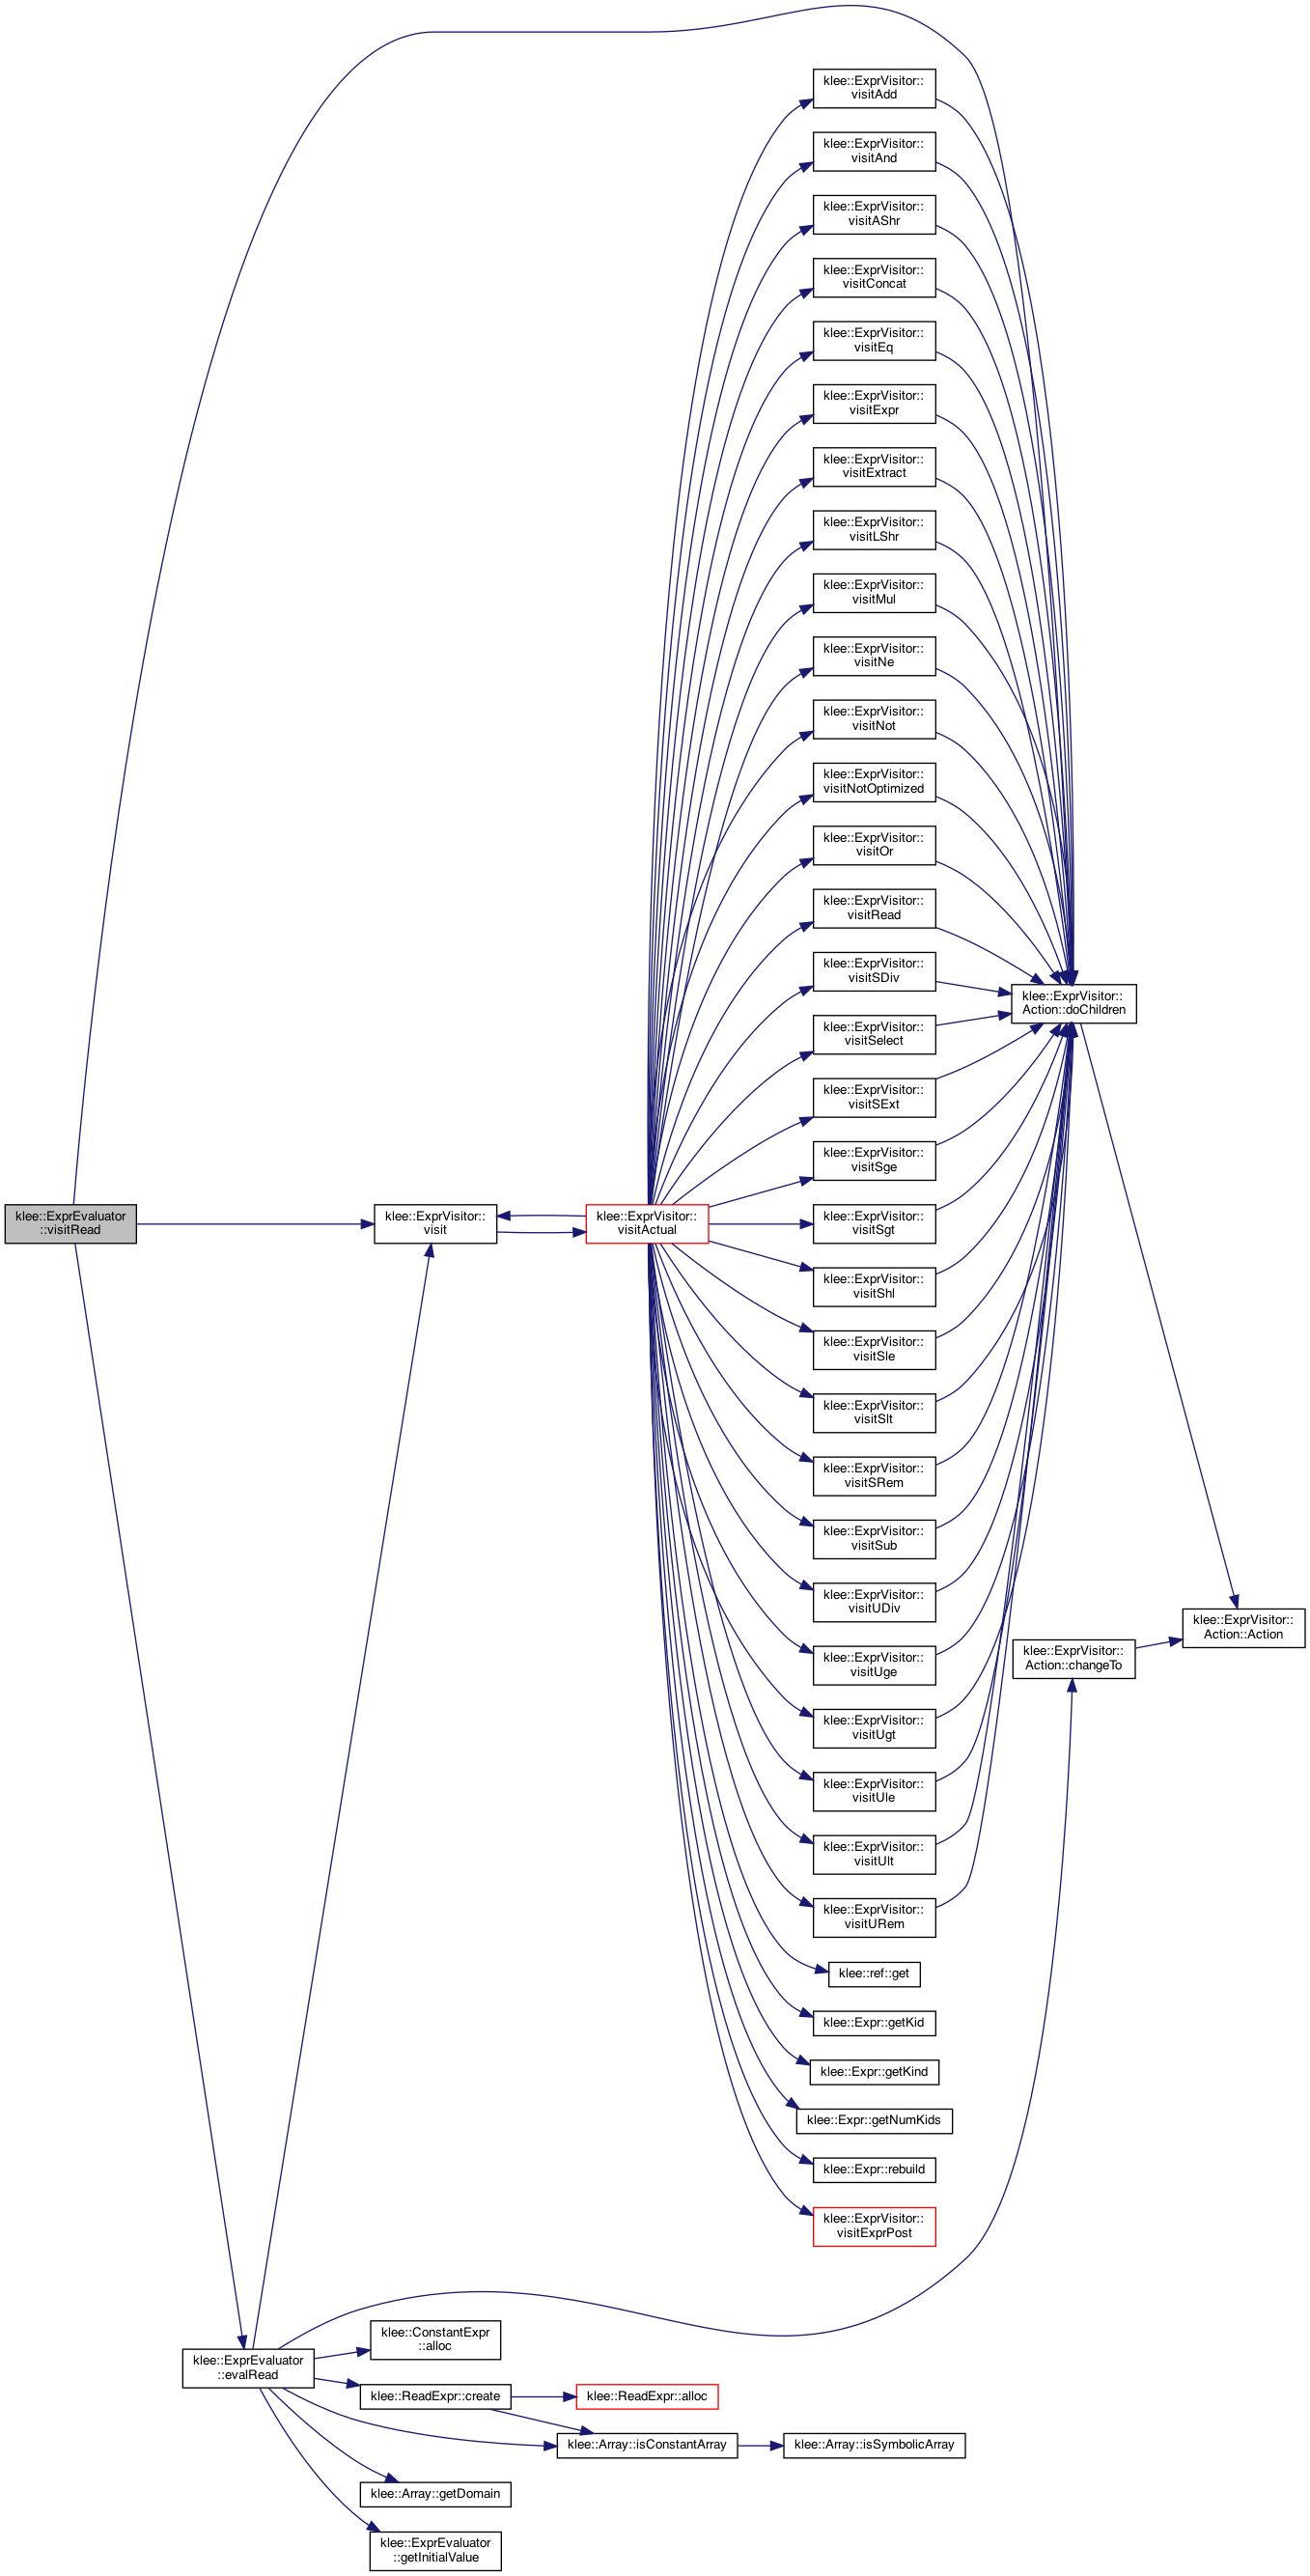 klee::ExprEvaluator
::visitRead
klee::ExprVisitor::
visit
klee::ExprVisitor::
visitActual
klee::ExprVisitor::
visitAdd
klee::ExprVisitor::
visitAnd
klee::ExprVisitor::
visitAShr
klee::ExprVisitor::
visitConcat
klee::ExprVisitor::
visitEq
klee::ExprVisitor::
visitExpr
klee::ExprVisitor::
visitExtract
klee::ExprVisitor::
visitLShr
klee::ExprVisitor::
visitMul
klee::ExprVisitor::
visitNe
klee::ExprVisitor::
visitNot
klee::ExprVisitor::
visitNotOptimized
klee::ExprVisitor::
visitOr
klee::ExprVisitor::
visitRead
klee::ExprVisitor::
visitSDiv
klee::ExprVisitor::
visitSelect
klee::ExprVisitor::
visitSExt
klee::ExprVisitor::
visitSge
klee::ExprVisitor::
visitSgt
klee::ExprVisitor::
visitShl
klee::ExprVisitor::
visitSle
klee::ExprVisitor::
visitSlt
klee::ExprVisitor::
visitSRem
klee::ExprVisitor::
visitSub
klee::ExprVisitor::
visitUDiv
klee::ExprVisitor::
visitUge
klee::ExprVisitor::
visitUgt
klee::ExprVisitor::
visitUle
klee::ExprVisitor::
visitUlt
klee::ExprVisitor::
visitURem
klee::ref::get
klee::Expr::getKid
klee::Expr::getKind
klee::Expr::getNumKids
klee::Expr::rebuild
klee::ExprVisitor::
visitExprPost
klee::ExprVisitor::
Action::doChildren
klee::ExprVisitor::
Action::changeTo
klee::ExprVisitor::
Action::Action
klee::ExprEvaluator
::evalRead
klee::ConstantExpr
::alloc
klee::ReadExpr::create
klee::ReadExpr::alloc
klee::Array::isConstantArray
klee::Array::isSymbolicArray
klee::Array::getDomain
klee::ExprEvaluator
::getInitialValue